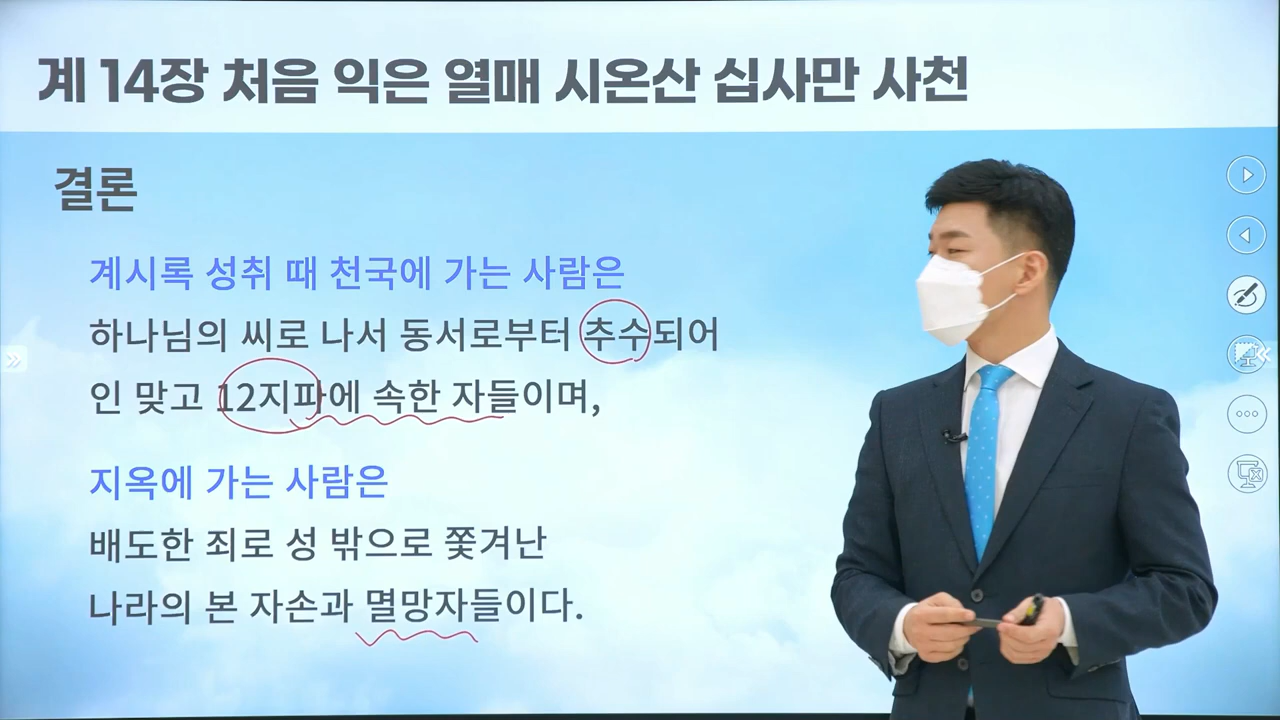 계 14장 처음 익은 열매 시온산 십사만 사천
결론
계시록 성취 때 천국에 가는 사람은
하나님의 씨로 나서 동서로부터 추수되어
인 맞고 12지파에 속한 자들이며,
지옥에 가는 사람은
배도한 죄로 성 밖으로 쫓겨난
나라의 본 자손과 멸망자들이다.